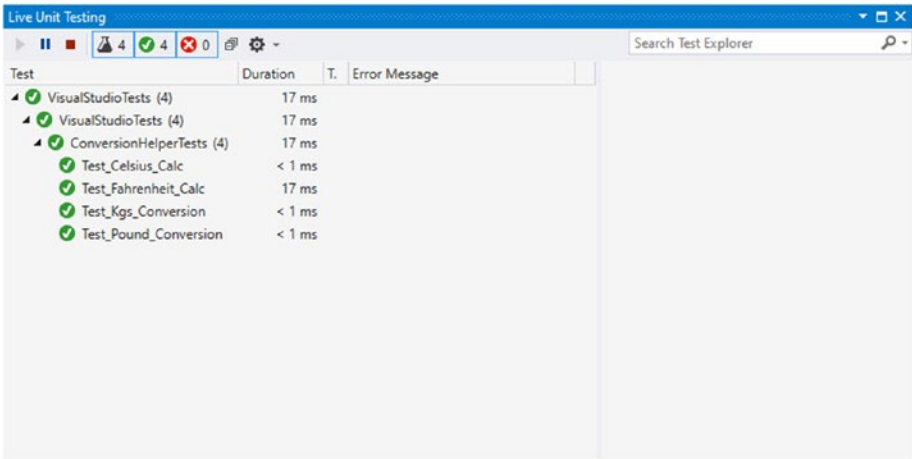 Live Unit Testing
4 4 0 Search Test Explorer
Test Duration T. Error Message
VisualStudioTests (4) 17 ms
VisualStudioTests (4) 17 ms
ConversionHelperTests (4) 17 ms
Test_Celsius_Calc < 1 ms
Test_Fahrenheit_Calc 17 ms
Test_Kgs_Conversion < 1 ms
Test_Pound_Conversion < 1 ms